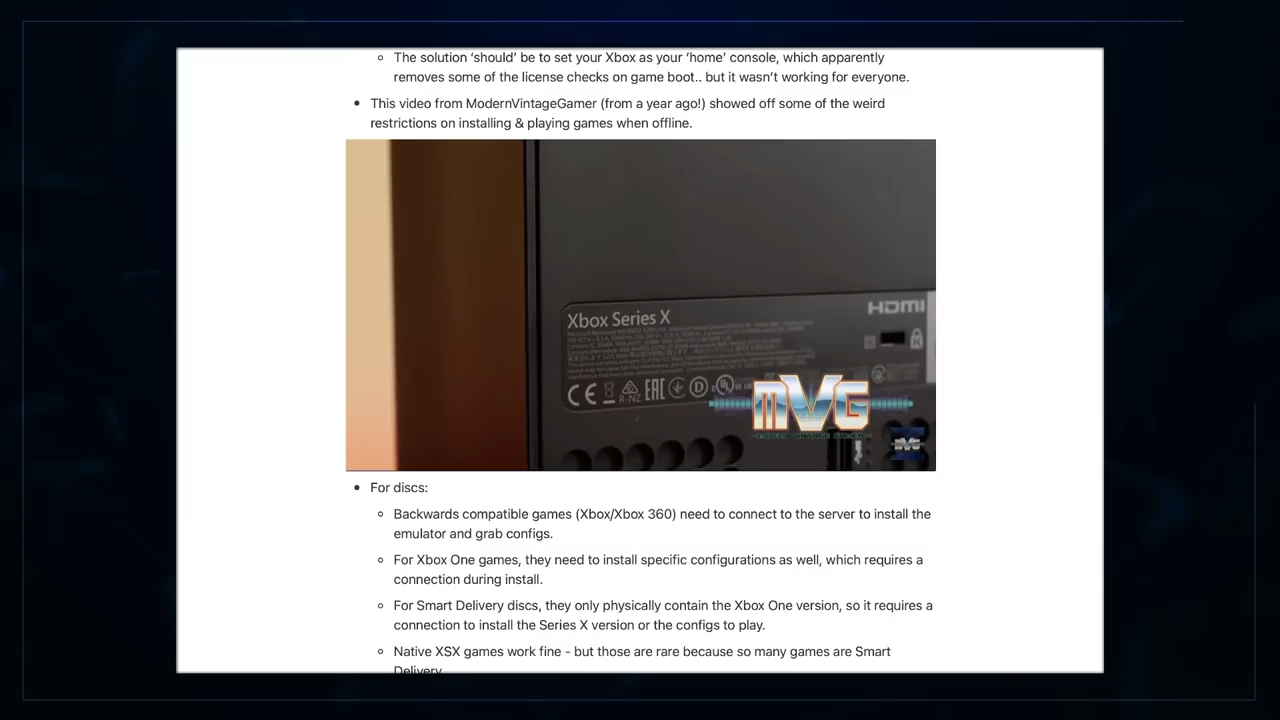 The solution ‘should’ be to set your Xbox as your ‘home’ console, which apparently
removes some of the license checks on game boot.. but it wasn’t working for everyone.
This video from ModernVintageGamer (from a year ago!) showed off some of the weird
restrictions on installing & playing games when offline.
HDMI
Xbox Series X
R-NZ
MVG
MODERN VINTAGE GAMER
MVG
For discs:
Backwards compatible games (Xbox/Xbox 360) need to connect to the server to install the
emulator and grab configs.
For Xbox One games, they need to install specific configurations as well, which requires a
connection during install.
For Smart Delivery discs, they only physically contain the Xbox One version, so it requires a
connection to install the Series X version or the configs to play.
Native XSX games work fine - but those are rare because so many games are Smart
Delivery